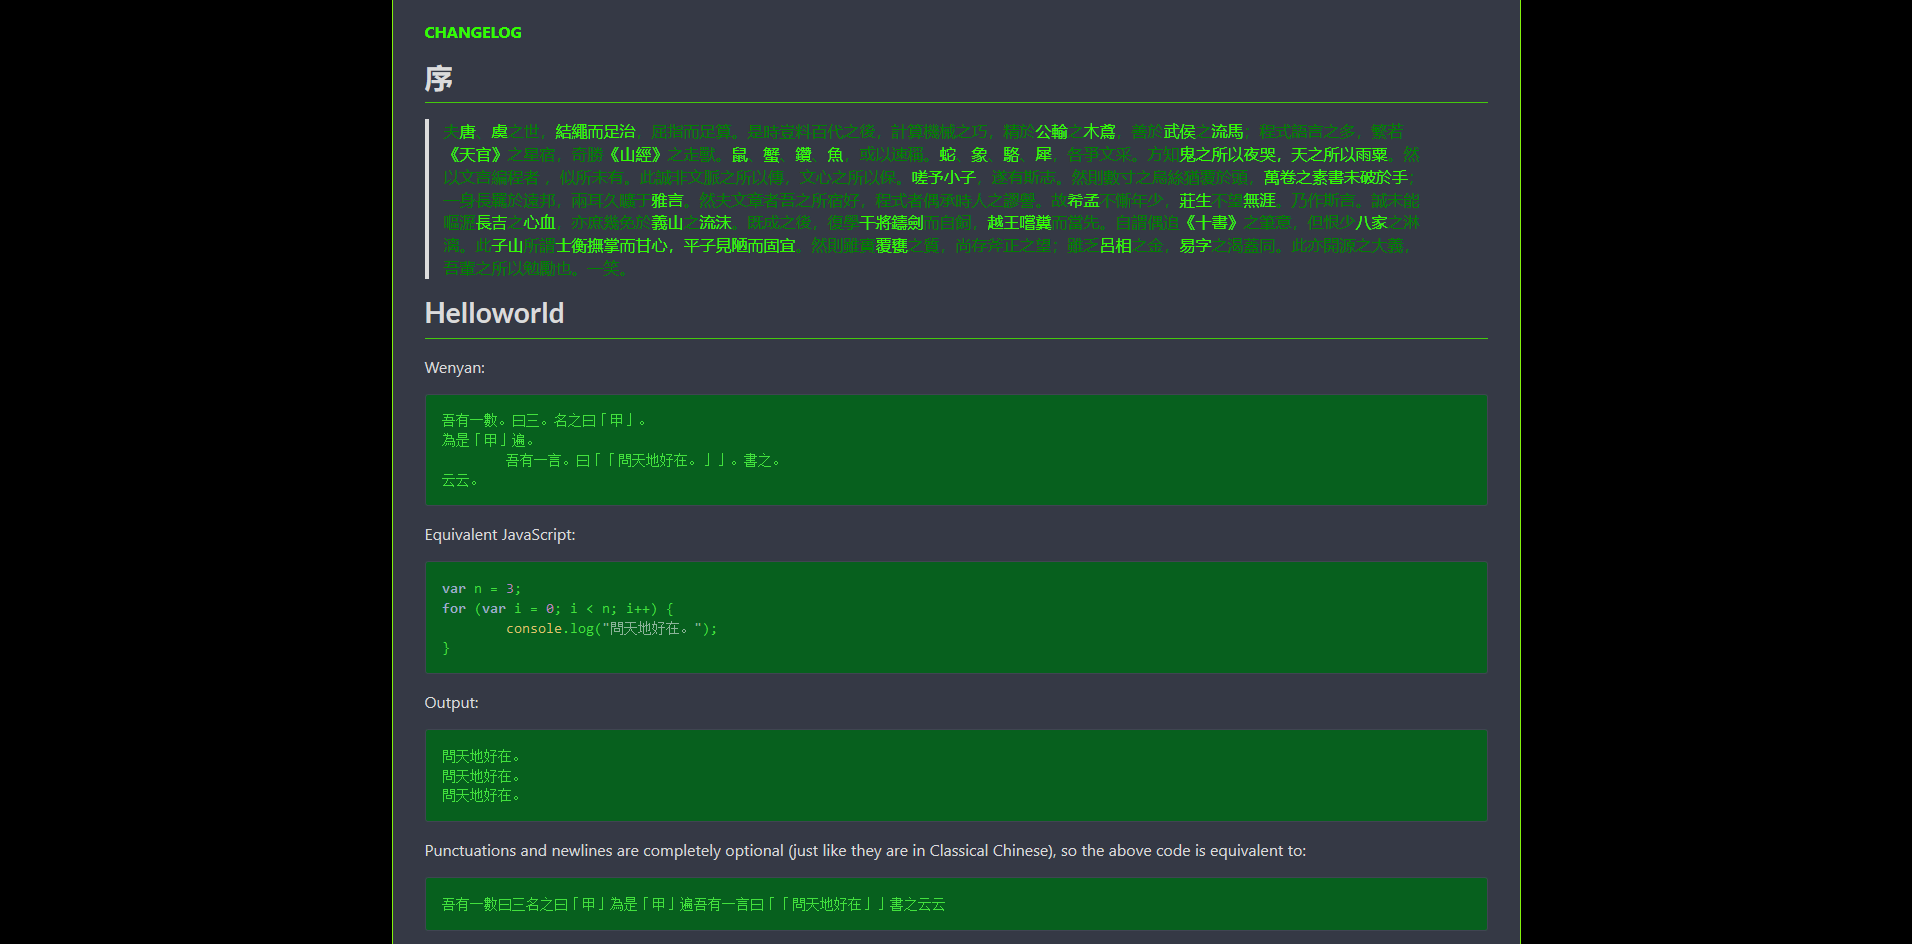 CHANGELOG
序
夫唐、虞之世,結繩而足治,屈指而足算。是時豈料百代之後,計算機械之巧,精於公輸之木鳶,善於武侯之流馬;程式語言之多,繁若
《天官》之星宿,奇勝《山經》之走獸。鼠、蟹、鑽、魚,或以速稱。蛇、象、駱、犀,各爭文采。方知鬼之所以夜哭,天之所以雨粟。然
以文言編程者 ,似所未有。此誠非文脈之所以傳,文心之所以保。嗟予小子,遂有斯志。然則數寸之烏絲猶覆於頭,萬卷之素書未破於手;
一身長羈於遠邦,兩耳久曠于雅言。然夫文章者吾之所宿好,程式者偶承時人之謬譽。故希孟不慚年少,莊生不望無涯。乃作斯言。誠未能
嘔瀝長吉之心血,亦庶幾免於義山之流沫。既成之後,復學干將鑄劍而自飼,越王嚐糞而當先。自謂偶追《十書》之筆意,但恨少八家之淋
漓。此子山所謂士衡撫掌而甘心,平子見陋而固宜。然則雖實覆甕之質,尚存斧正之望;雖乏呂相之金,易字之渴蓋同。此亦開源之大義,
吾輩之所以勉勵也。一笑。
Helloworld
Wenyan:
吾有一數。曰三。名之曰「甲」。
為是「甲」遍。
吾有一言。曰「「問天地好在。」」。書之。
云云。
Equivalent JavaScript:
var n = 3;
for (var i = 0; i < n; i++) {
console.log("問天地好在。");
}
Output:
問天地好在。
問天地好在。
問天地好在。
Punctuations and newlines are completely optional (just like they are in Classical Chinese), so the above code is equivalent to:
吾有一數曰三名之曰「甲」為是「甲」遍吾有一言曰「「問天地好在」」書之云云